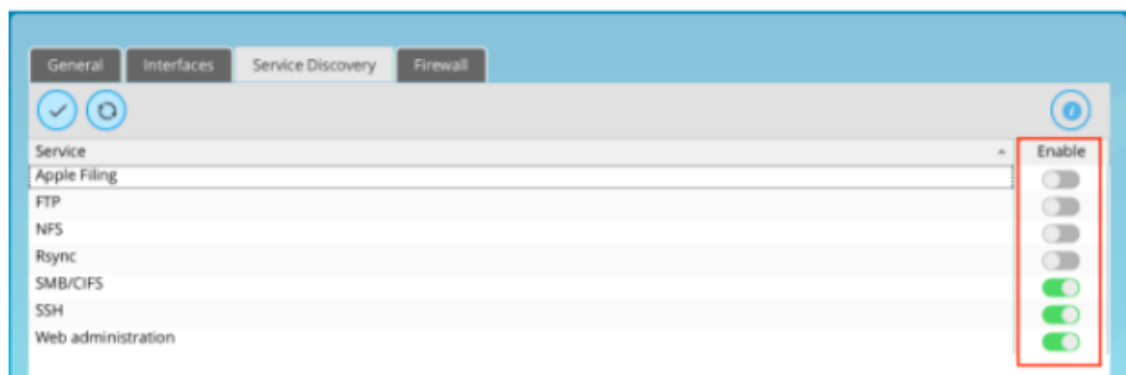 General Interfaces Service Discovery Firewall
Service Enable
Apple Filing
FTP
NFS
Rsync
SMB/CIFS
SSH
Web administration